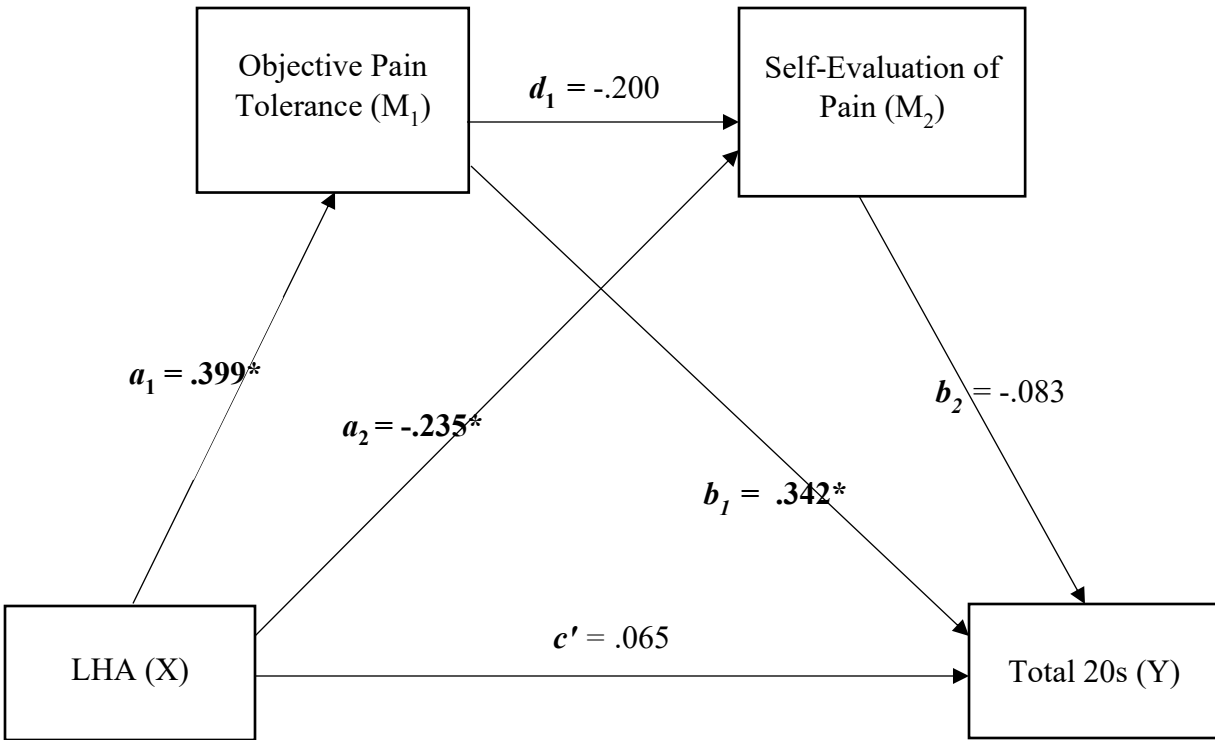 Objective Pain
Tolerance (M1)
d1 = -.200
Self-Evaluation of
Pain (M2)
a1 = .399*
a2 = -.235*
b2 = -.083
b1 = .342*
c' = .065
LHA (X)
Total 20s (Y)